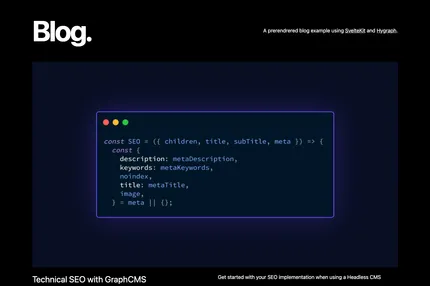 Blog.
A prerendrered blog example using SvelteKit and Hygraph.
const SEO = ({ children, title, subTitle, meta }) => {
const {
description: metaDescription,
keywords: metaKeywords,
noindex,
title: metaTitle,
image,
} = meta || {};
Technical SEO with GraphCMS
Get started with your SEO implementation when using a Headless CMS